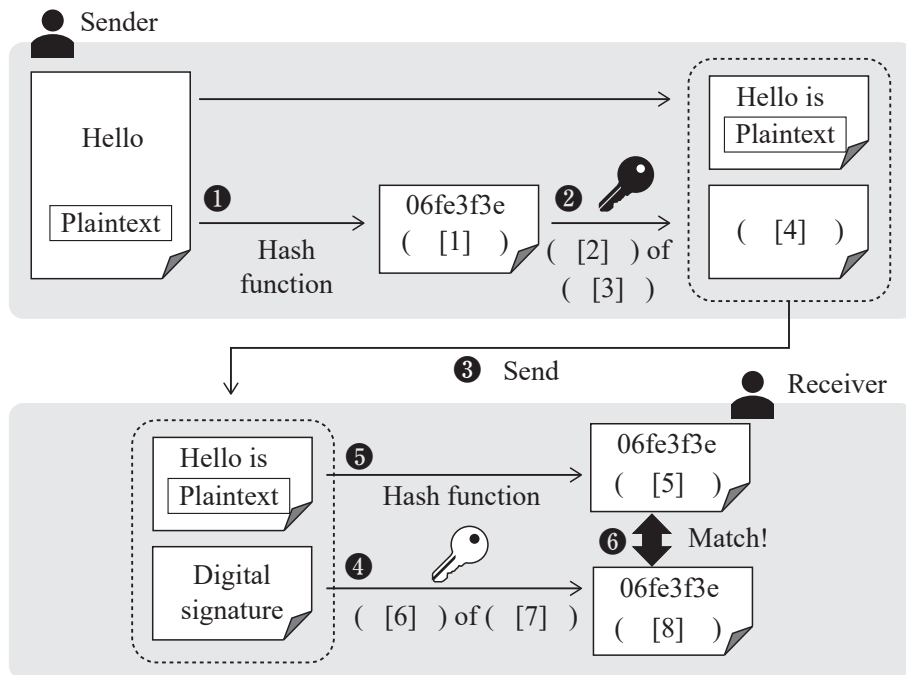 Sender
Hello
Plaintext
❶
Hash
function
06fe3f3e
( [1] )
❷
( [2] ) of
( [3] )
Hello is
Plaintext
( [4] )
❸ Send
Receiver
Hello is
Plaintext
❺
Hash function
06fe3f3e
( [5] )
❻ Match!
Digital
signature
❹
( [6] ) of ( [7] )
06fe3f3e
( [8] )